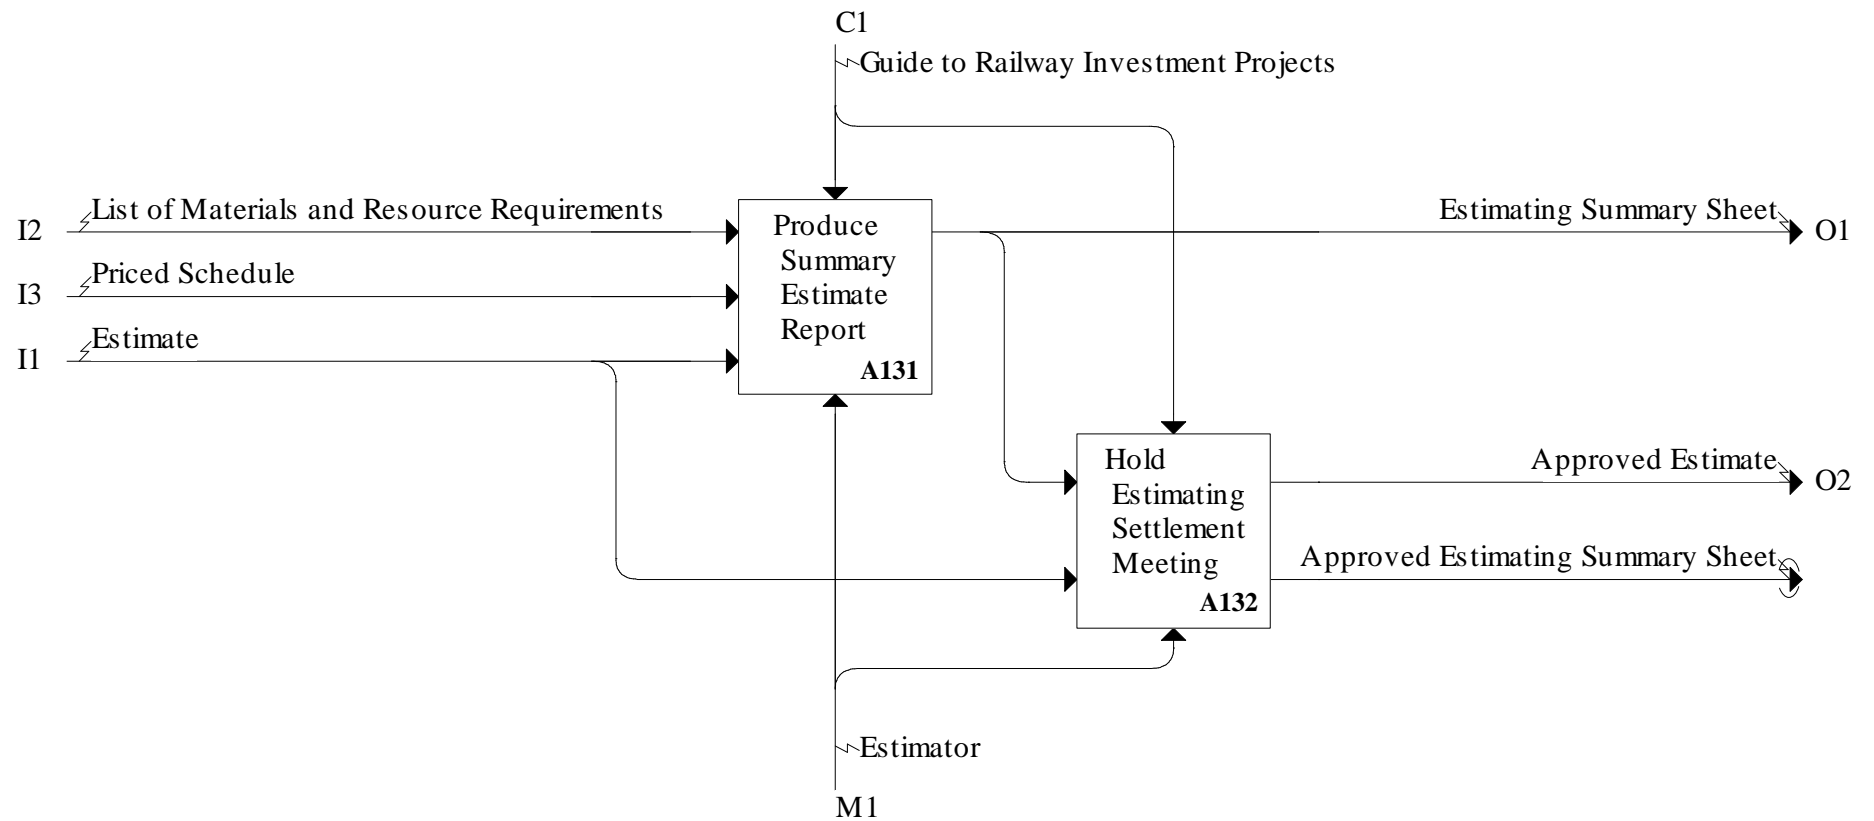 C1
Guide to Railway Investment Projects
I2
List of Materials and Resource Requirements
I3
Priced Schedule
I1
Estimate
Produce
Summary
Estimate
Report
A131
Estimating Summary Sheet
O1
Hold
Estimating
Settlement
Meeting
A132
Approved Estimate
O2
Approved Estimating Summary Sheet
Estimator
M1